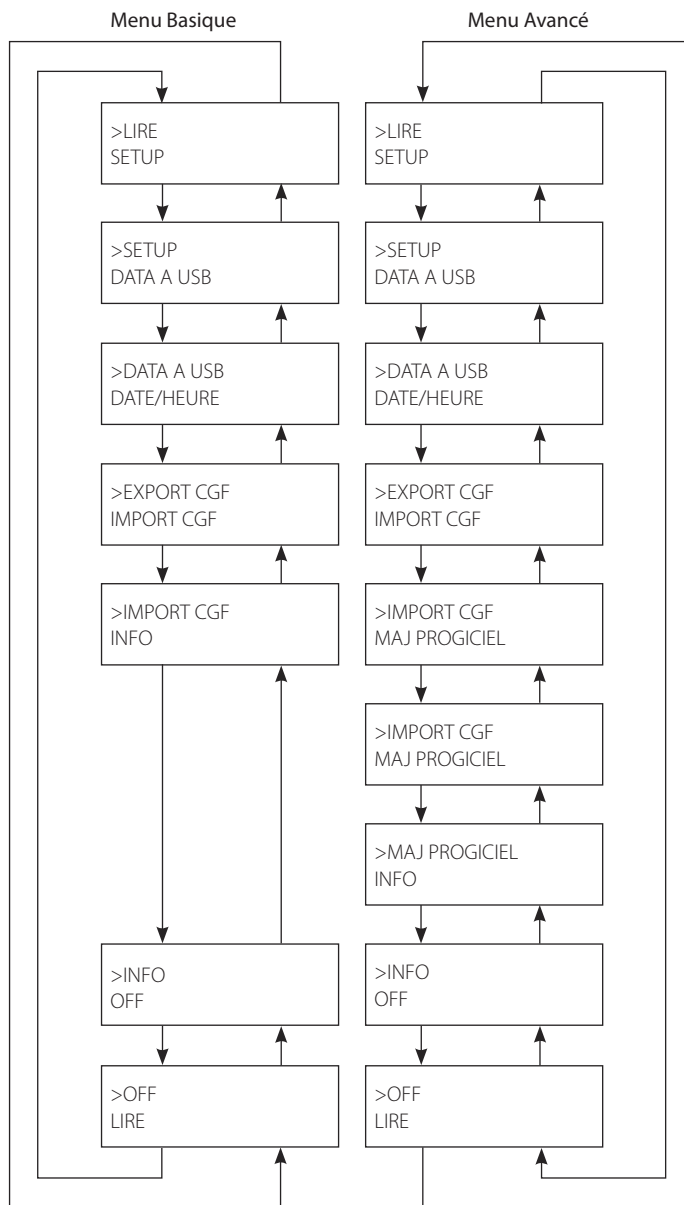 Menu Basique
>LIRE
SETUP
>SETUP
DATA A USB
>DATA A USB
DATE/HEURE
>EXPORT CGF
IMPORT CGF
>IMPORT CGF
INFO
>INFO
OFF
>OFF
LIRE
Menu Avancé
>LIRE
SETUP
>SETUP
DATA A USB
>DATA A USB
DATE/HEURE
>EXPORT CGF
IMPORT CGF
>IMPORT CGF
MAJ PROGICIEL
>IMPORT CGF
MAJ PROGICIEL
>MAJ PROGICIEL
INFO
>INFO
OFF
>OFF
LIRE